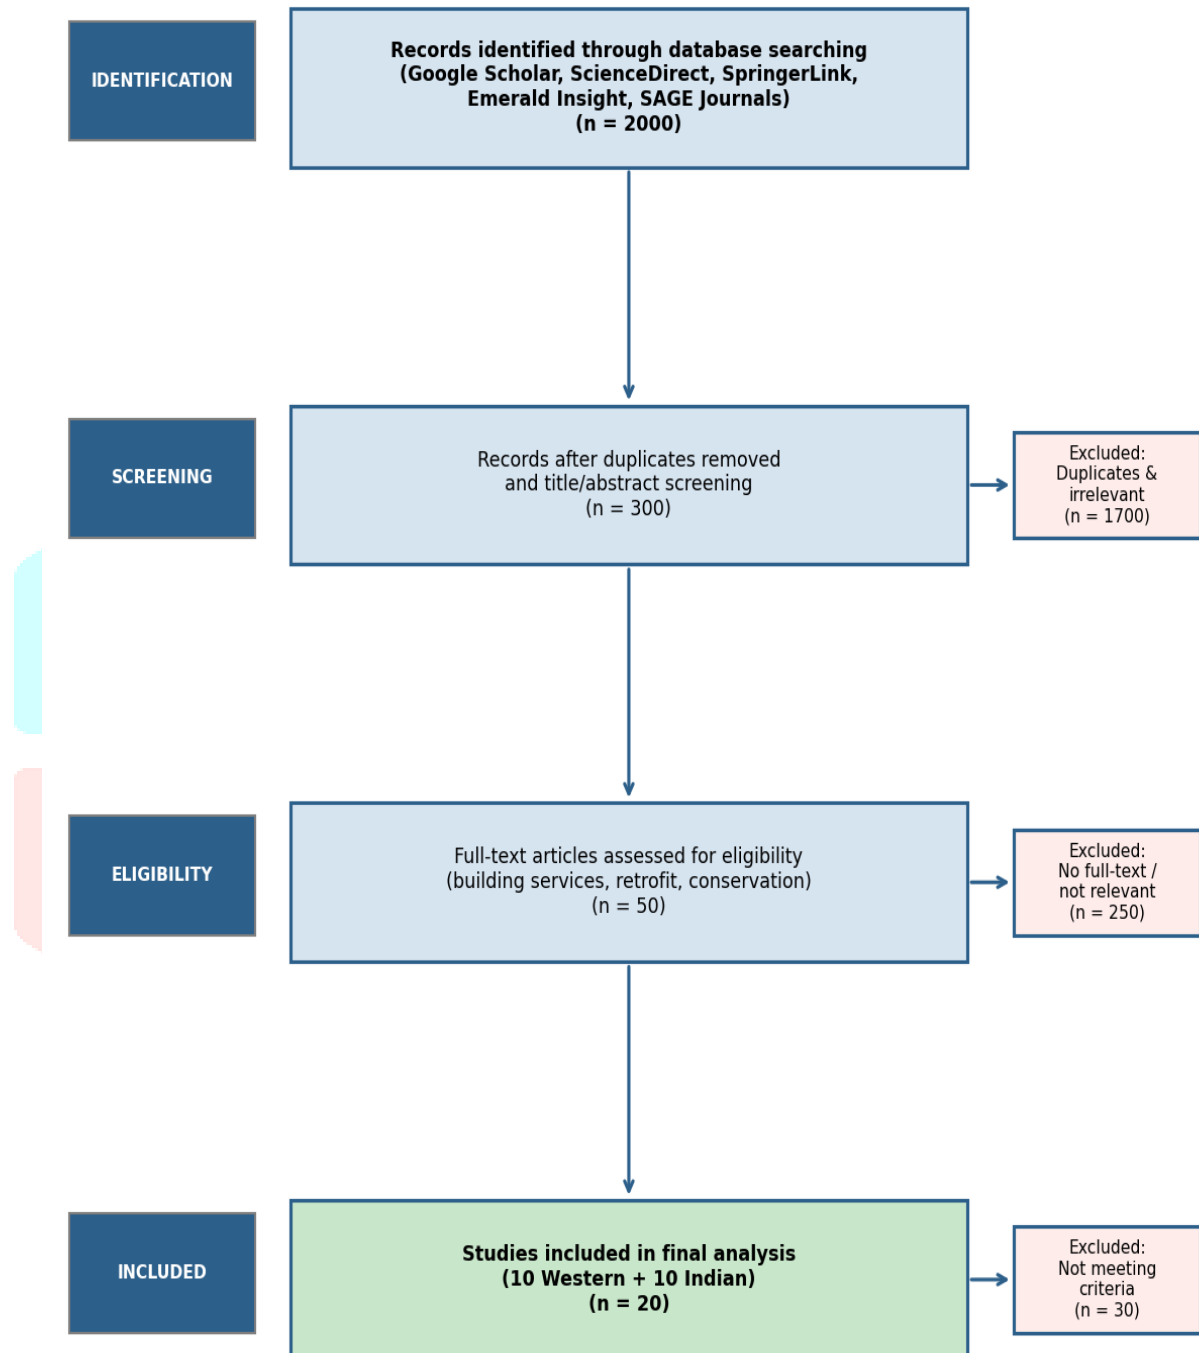 IDENTIFICATION
Records identified through database searching
(Google Scholar, ScienceDirect, SpringerLink,
Emerald Insight, SAGE Journals)
(n = 2000)
SCREENING
Records after duplicates removed
and title/abstract screening
(n = 300)
Excluded:
Duplicates &
irrelevant
(n = 1700)
ELIGIBILITY
Full-text articles assessed for eligibility
(building services, retrofit, conservation)
(n = 50)
Excluded:
No full-text /
not relevant
(n = 250)
INCLUDED
Studies included in final analysis
(10 Western + 10 Indian)
(n = 20)
Excluded:
Not meeting
criteria
(n = 30)